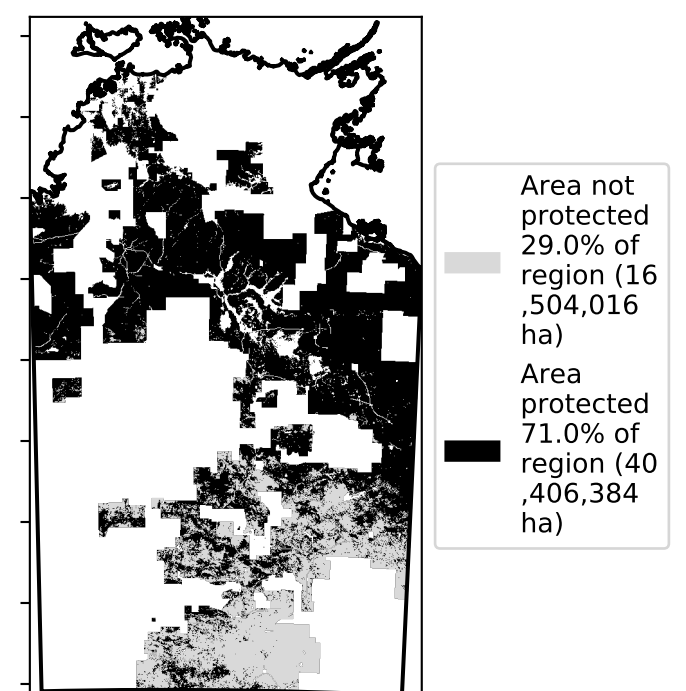 Area not
protected
29.0% of
region (16
,504,016
ha)
Area
protected
71.0% of
region (40
,406,384
ha)